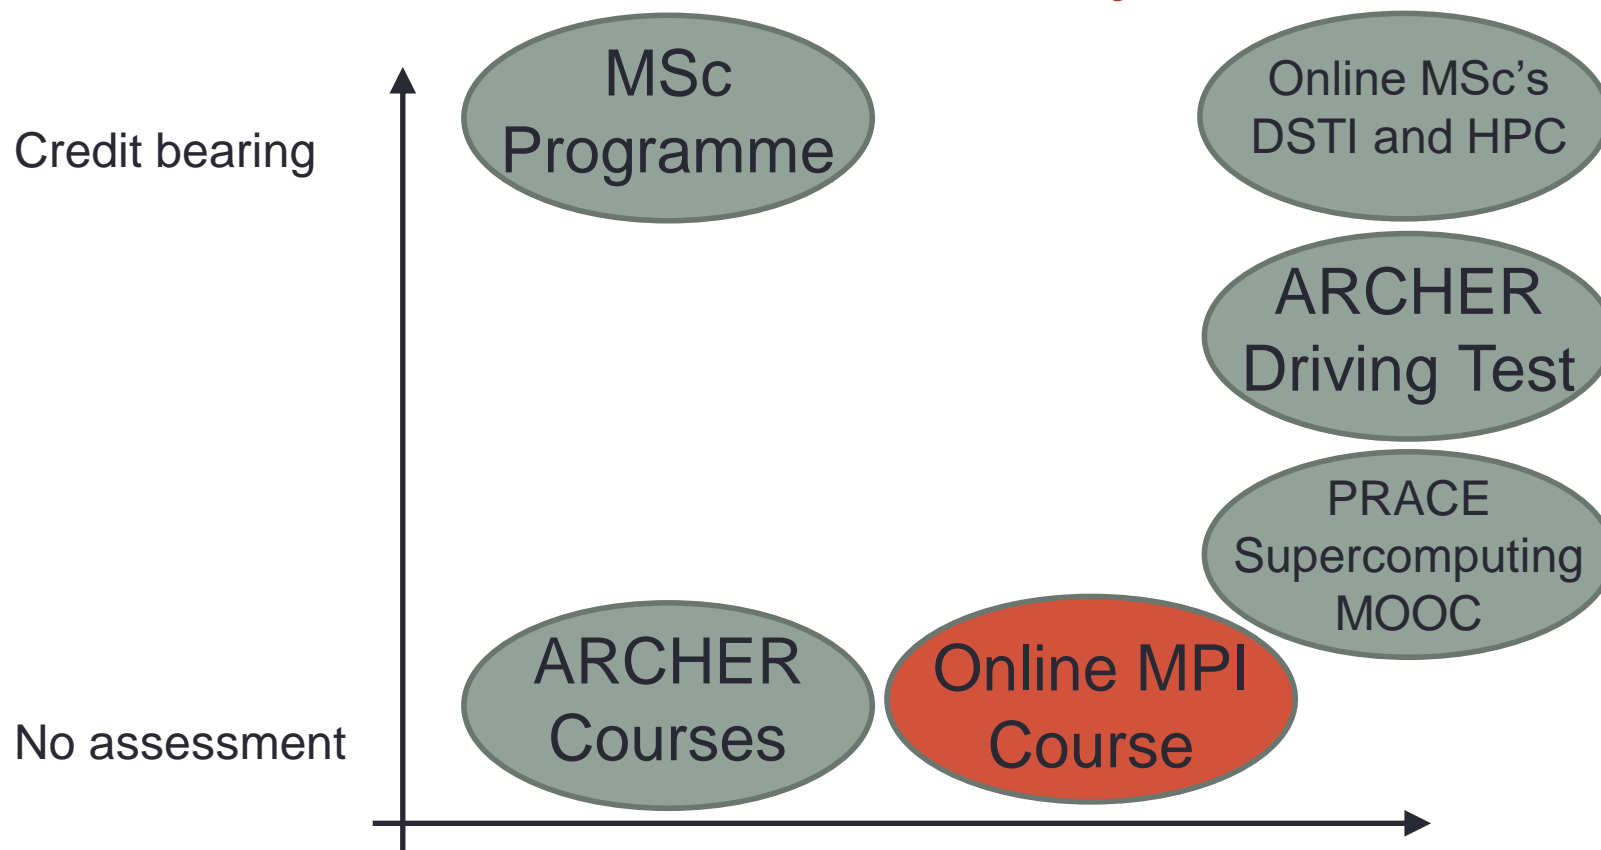 MSc
Programme
Online MSc’s
DSTI and HPC
Credit bearing
ARCHER
Driving Test
PRACE
Supercomputing
MOOC
ARCHER
Courses
Online MPI
Course
No assessment